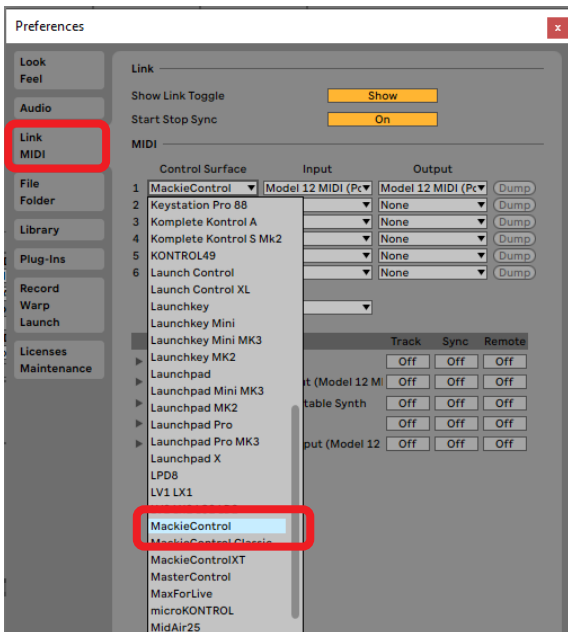 Preferences
x
Look
Feel
Audio
Link
MIDI
File
Folder
Library
Plug-Ins
Record
Warp
Launch
Licenses
Maintenance
Link
Show Link Toggle Show
Start Stop Sync On
MIDI
Control Surface Input Output
1 MackieControl Model 12 MIDI (Pc Model 12 MIDI (Pc Dump
2 Keystation Pro 88 None Dump
3 Komplete Kontrol A None Dump
4 Komplete Kontrol S Mk2 None Dump
5 KONTROL49 None Dump
6 Launch Control None Dump
Launch Control XL
Launchkey
Launchkey Mini
Launchkey Mini MK3 Track Sync Remote
Launchkey MK2 Off Off Off
Launchpad
Launchpad Mini MK3 t (Model 12 MI Off Off Off
Launchpad MK2 table Synth Off Off Off
Launchpad Pro Off Off Off
Launchpad Pro MK3 put (Model 12 Off Off Off
Launchpad X
LPD8
LV1 LX1
MackieControl
MackieControl Classic
MackieControlXT
MasterControl
MaxForLive
microKONTROL
MidAir25